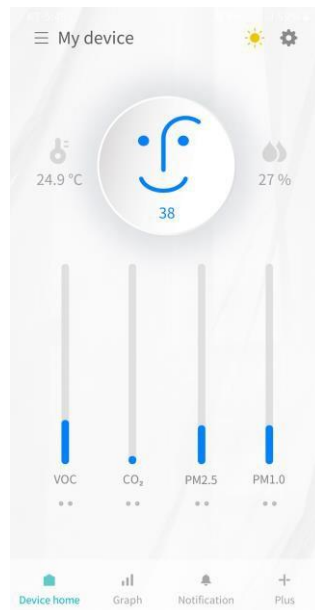 My device
24.9 °C
27 %
38
VOC
CO₂
PM2.5
PM1.0
Device home
Graph
Notification
Plus